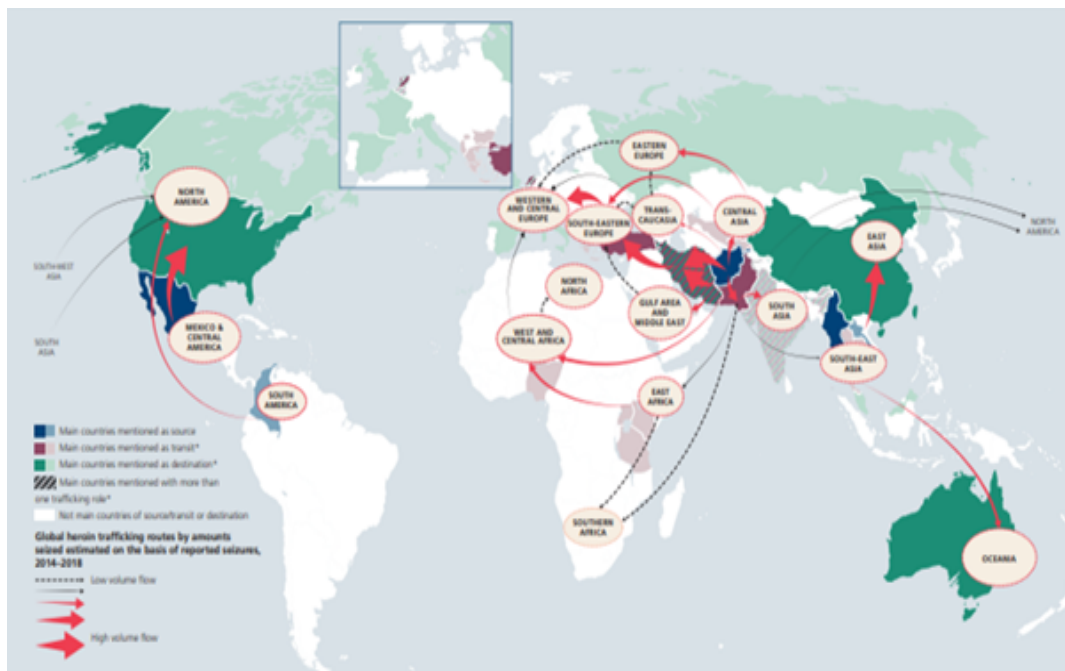 EASTERN
EUROPE
NORTH
AMERICA
WESTERN
AND CENTRAL
EUROPE
SOUTH-EASTERN
EUROPE
TRANS-
CAUCASIA
CENTRAL
ASIA
EAST
ASIA
NORTH
AMERICA
SOUTH-WEST
ASIA
NORTH
AFRICA
GULF AREA
AND
MIDDLE EAST
SOUTH
ASIA
SOUTH
ASIA
MEXICO &
CENTRAL
AMERICA
WEST AND
CENTRAL AFRICA
SOUTH-EAST
ASIA
SOUTH
AMERICA
EAST
AFRICA
SOUTHERN
AFRICA
OCEANIA
Main countries mentioned as source
Main countries mentioned as transit*
Main countries mentioned as destination*
Main countries mentioned with more than
one trafficking role*
Not main countries of source/transit or destination
Global heroin trafficking routes by amounts
seized estimated on the basis of reported seizures,
2014–2018
Low volume flow
High volume flow